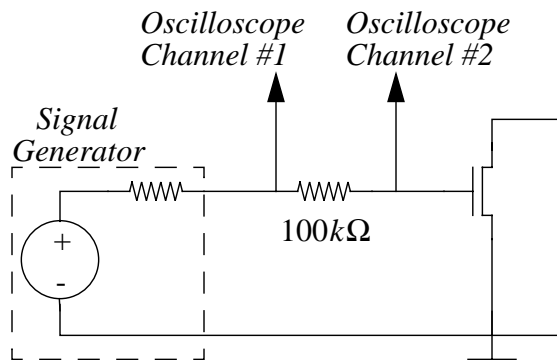 Oscilloscope
Channel #1
Oscilloscope
Channel #2
Signal
Generator
100kΩ
+
-